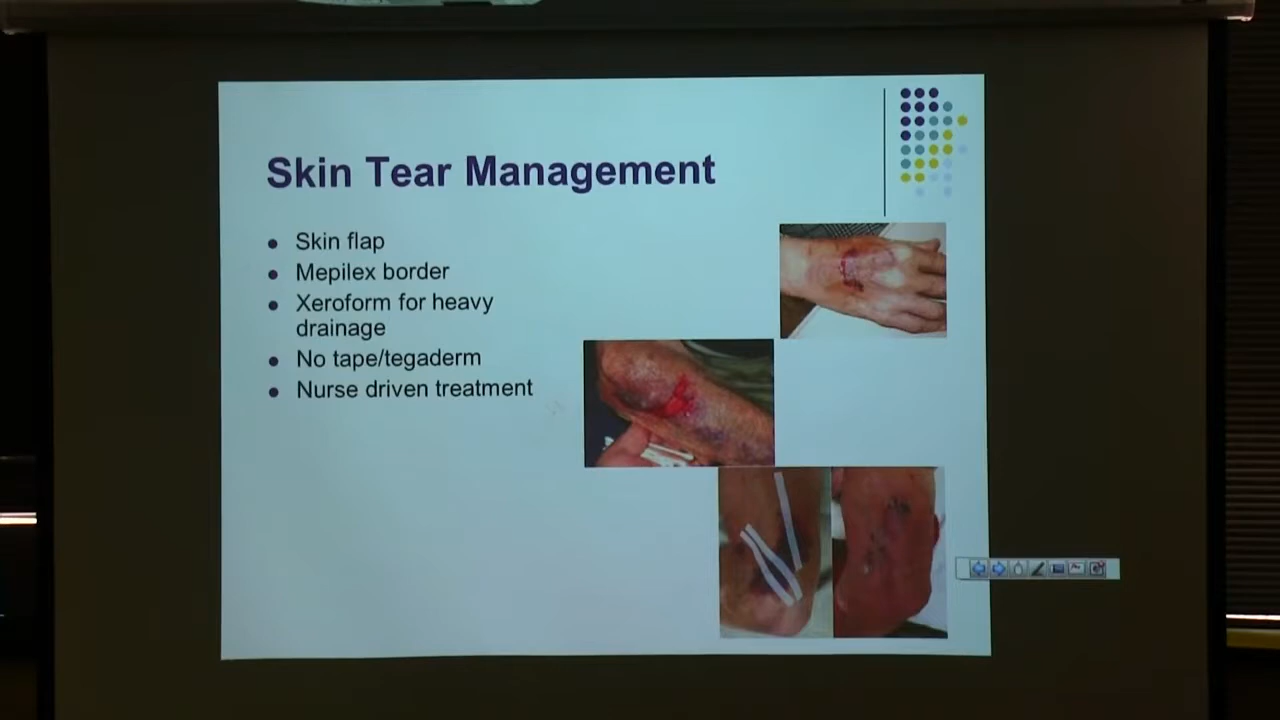 Skin Tear Management
Skin flap
Mepilex border
Xeroform for heavy
drainage
No tape/tegaderm
Nurse driven treatment